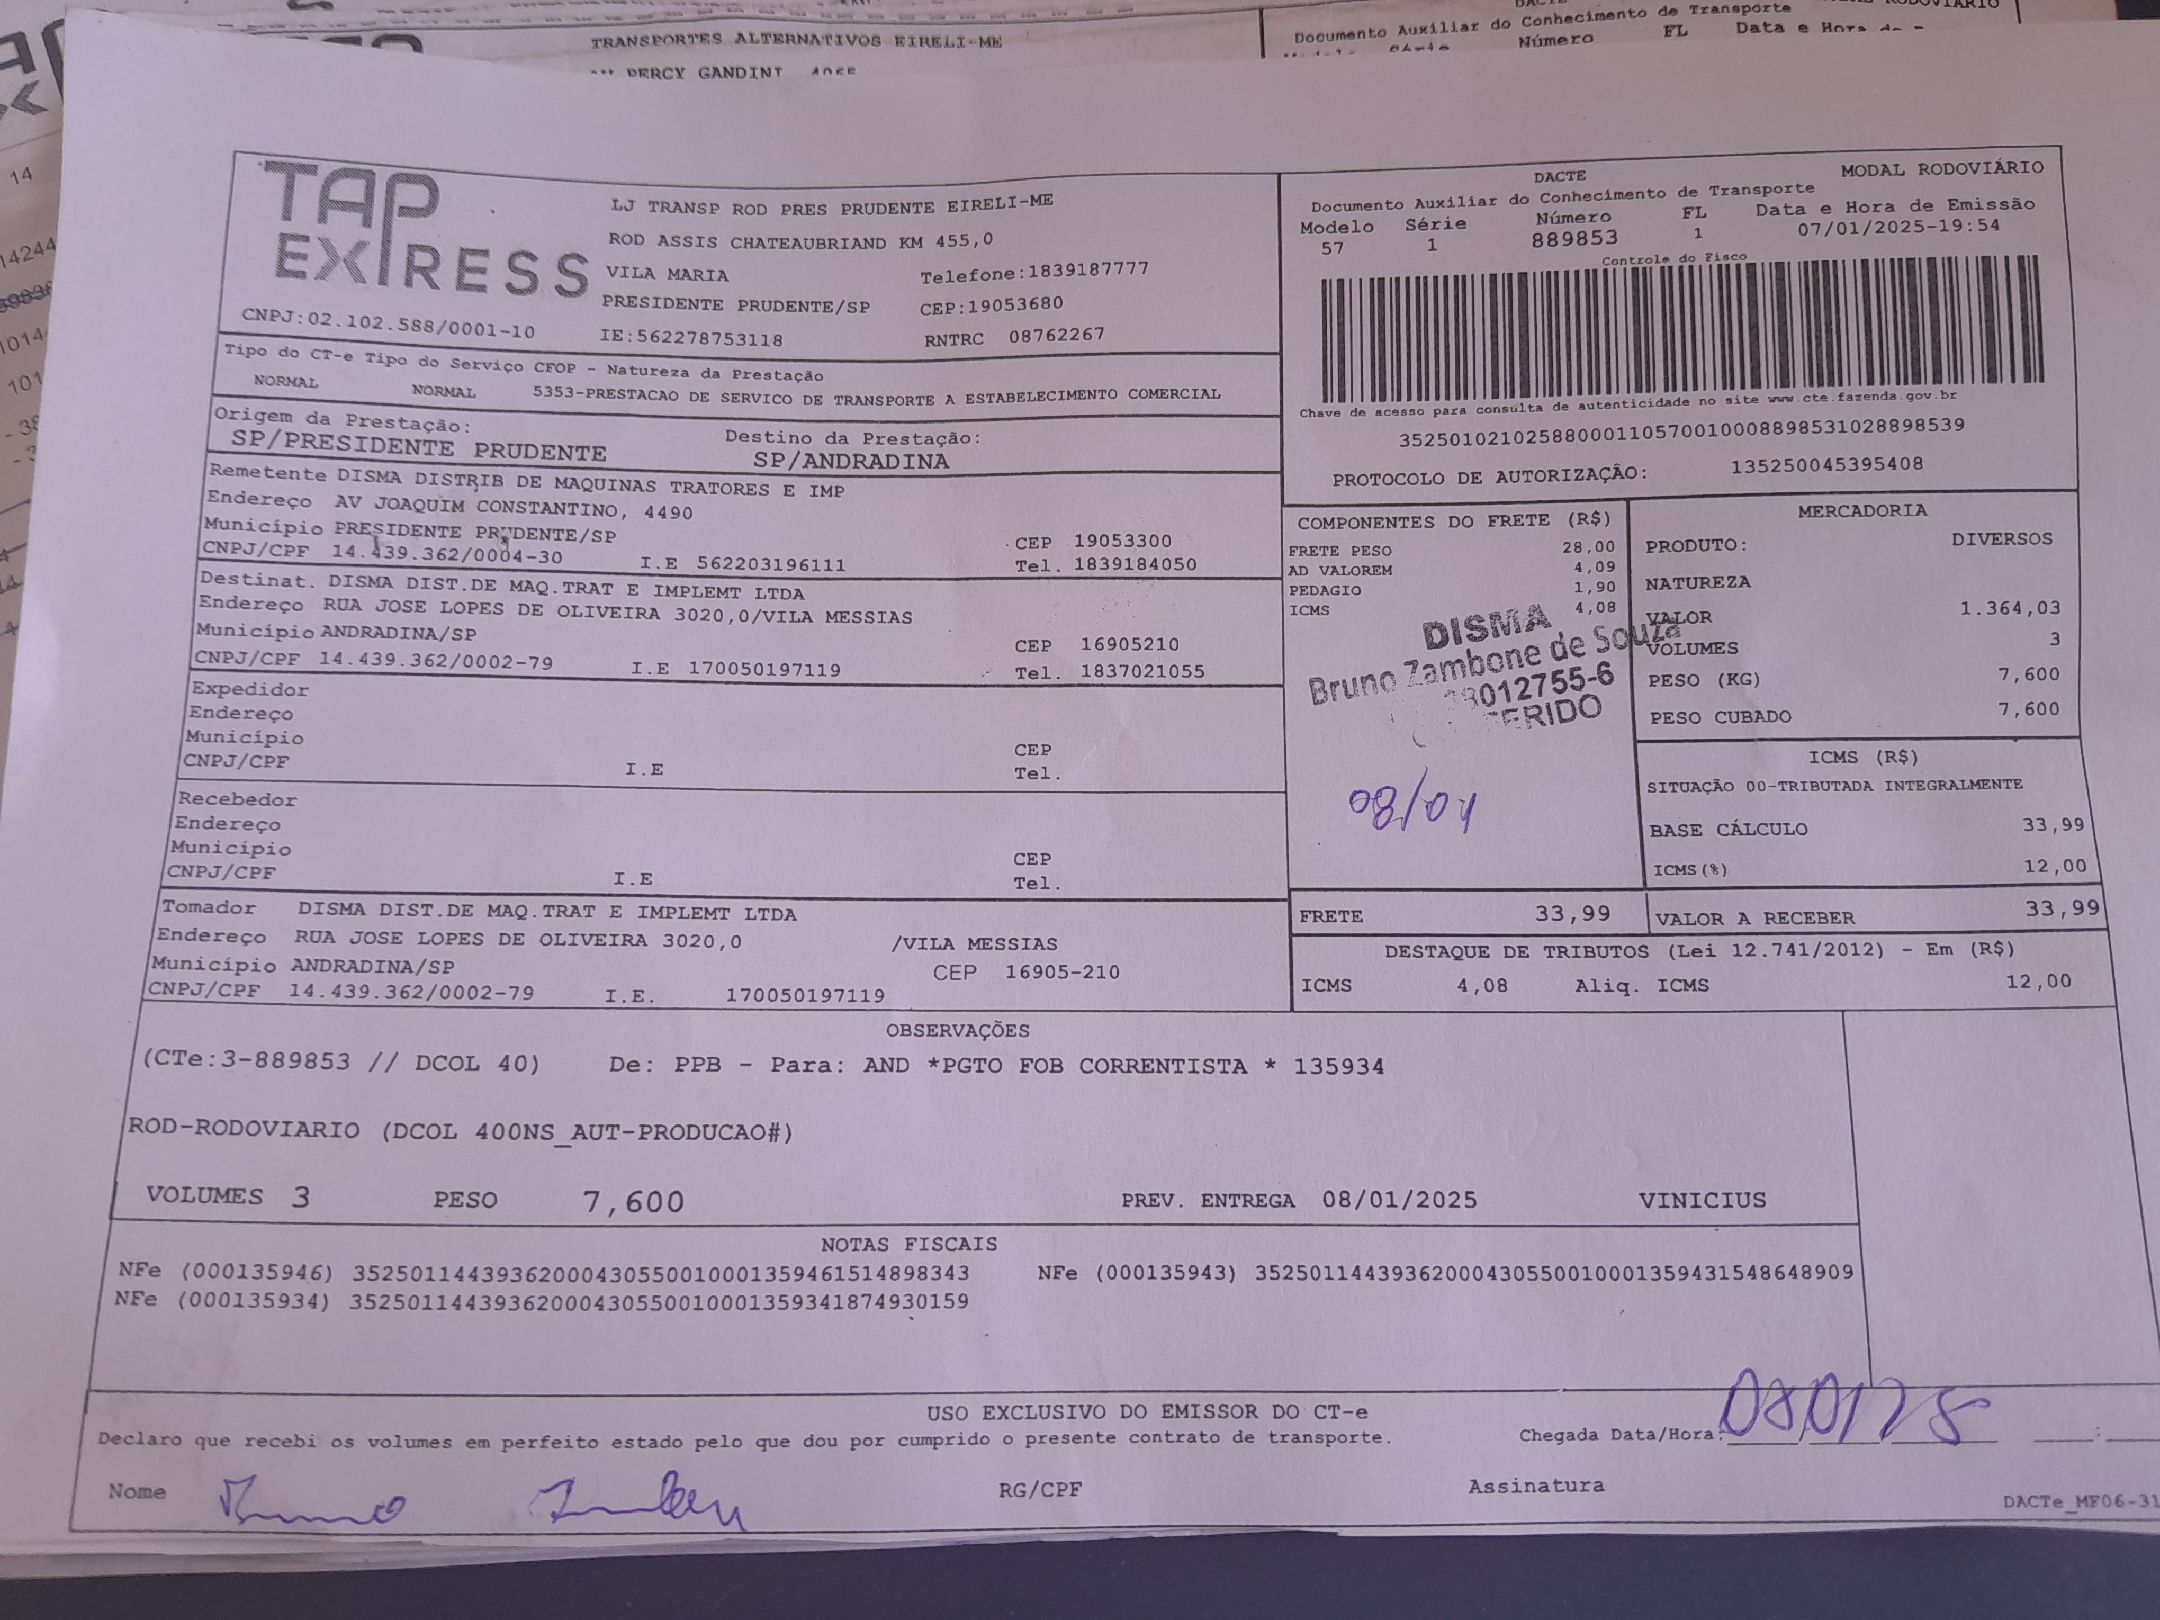 TRANSPORTES ALTERNATIVOS EIRELI-ME
PERCY GANDINI
Documento Auxiliar do Conhecimento de Transporte
Número FL Data e Hora de
TAP EXPRESS
CNPJ:02.102.588/0001-10
LJ TRANSP ROD PRES PRUDENTE EIRELI-ME
ROD ASSIS CHATEAUBRIAND KM 455,0
VILA MARIA Telefone:1839187777
PRESIDENTE PRUDENTE/SP CEP:19053680
IE:562278753118 RNTRC 08762267
DACTE MODAL RODOVIÁRIO
Documento Auxiliar do Conhecimento de Transporte
Modelo Série Número FL Data e Hora de Emissão
57 1 889853 1 07/01/2025-19:54
Controle do Fisco
Chave de acesso para consulta de autenticidade no site www.cte.fazenda.gov.br
35250102102588000110570010008898531028898539
PROTOCOLO DE AUTORIZAÇÃO: 135250045395408
Tipo do CT-e Tipo do Serviço CFOP - Natureza da Prestação
NORMAL NORMAL 5353-PRESTACAO DE SERVICO DE TRANSPORTE A ESTABELECIMENTO COMERCIAL
Origem da Prestação: Destino da Prestação:
SP/PRESIDENTE PRUDENTE SP/ANDRADINA
Remetente DISMA DISTRIB DE MAQUINAS TRATORES E IMP
Endereço AV JOAQUIM CONSTANTINO, 4490
Município PRESIDENTE PRUDENTE/SP CEP 19053300
CNPJ/CPF 14.439.362/0004-30 I.E 562203196111 Tel. 1839184050
Destinat. DISMA DIST.DE MAQ.TRAT E IMPLEMT LTDA
Endereço RUA JOSE LOPES DE OLIVEIRA 3020,0/VILA MESSIAS
Município ANDRADINA/SP CEP 16905210
CNPJ/CPF 14.439.362/0002-79 I.E 170050197119 Tel. 1837021055
Expedidor
Endereço
Município CEP
CNPJ/CPF I.E Tel.
Recebedor
Endereço
Município CEP
CNPJ/CPF I.E Tel.
Tomador DISMA DIST.DE MAQ.TRAT E IMPLEMT LTDA
Endereço RUA JOSE LOPES DE OLIVEIRA 3020,0 /VILA MESSIAS
Município ANDRADINA/SP CEP 16905-210
CNPJ/CPF 14.439.362/0002-79 I.E. 170050197119
COMPONENTES DO FRETE (R$)
FRETE PESO 28,00
AD VALOREM 4,09
PEDAGIO 1,90
ICMS 4,08
DISMA
Bruno Zambone de Souza
012755-6
08/01
MERCADORIA
PRODUTO: DIVERSOS
NATUREZA
VALOR 1.364,03
VOLUMES 3
PESO (KG) 7,600
PESO CUBADO 7,600
ICMS (R$)
SITUAÇÃO 00-TRIBUTADA INTEGRALMENTE
BASE CÁLCULO 33,99
ICMS(%) 12,00
FRETE 33,99 VALOR A RECEBER 33,99
DESTAQUE DE TRIBUTOS (Lei 12.741/2012) - Em (R$)
ICMS 4,08 Aliq. ICMS 12,00
OBSERVAÇÕES
(CTe:3-889853 // DCOL 40) De: PPB - Para: AND *PGTO FOB CORRENTISTA * 135934
ROD-RODOVIARIO (DCOL 400NS_AUT-PRODUCAO#)
VOLUMES 3 PESO 7,600 PREV. ENTREGA 08/01/2025 VINICIUS
NOTAS FISCAIS
NFe (000135946) 35250114439362000430550010001359461514898343 NFe (000135943) 35250114439362000430550010001359431548648909
NFe (000135934) 35250114439362000430550010001359341874930159
USO EXCLUSIVO DO EMISSOR DO CT-e
Declaro que recebi os volumes em perfeito estado pelo que dou por cumprido o presente contrato de transporte. Chegada Data/Hora: 08 01 25
Nome Bruno RG/CPF Assinatura
DACTe_MF06-31